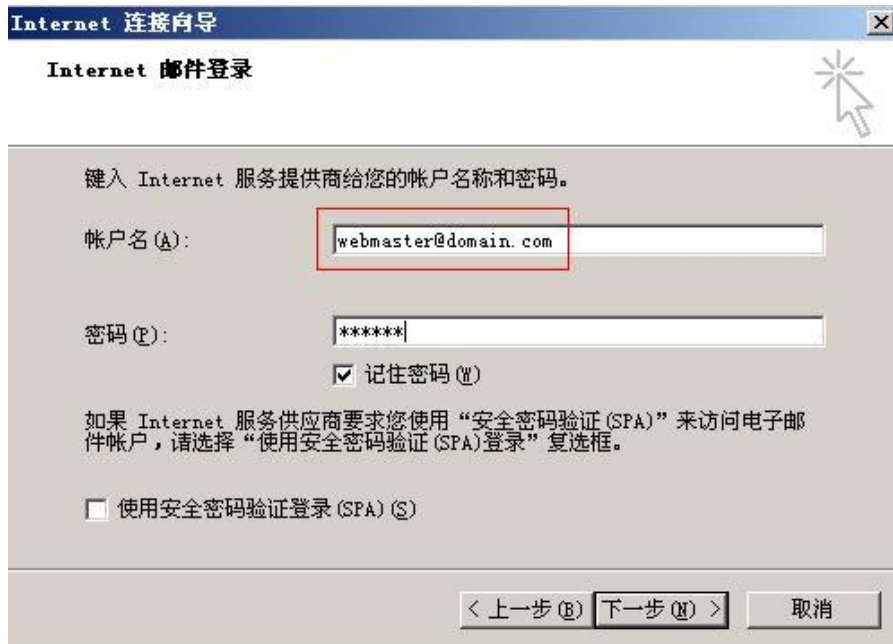 Internet 连接向导
Internet 邮件登录
键入 Internet 服务提供商给您的帐户名称和密码。
帐户名(A):
webmaster@domain.com
密码(P):
******
记住密码(W)
如果 Internet 服务供应商要求您使用“安全密码验证(SPA)”来访问电子邮
件帐户，请选择“使用安全密码验证(SPA)登录”复选框。
使用安全密码验证登录(SPA)(S)
< 上一步(B)
下一步(N) >
取消